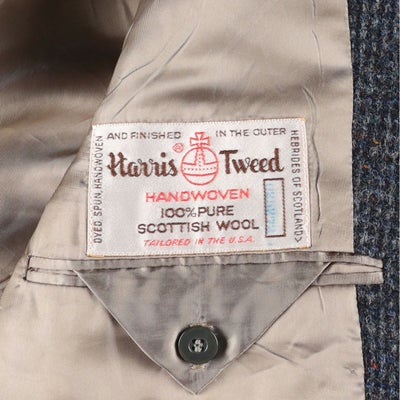 DYED, SPUN, HANDWOVEN
AND FINISHED IN THE OUTER
HEBRIDES OF SCOTLAND>
Harris Tweed
®
HANDWOVEN
100% PURE
SCOTTISH WOOL
TAILORED IN THE U.S.A.